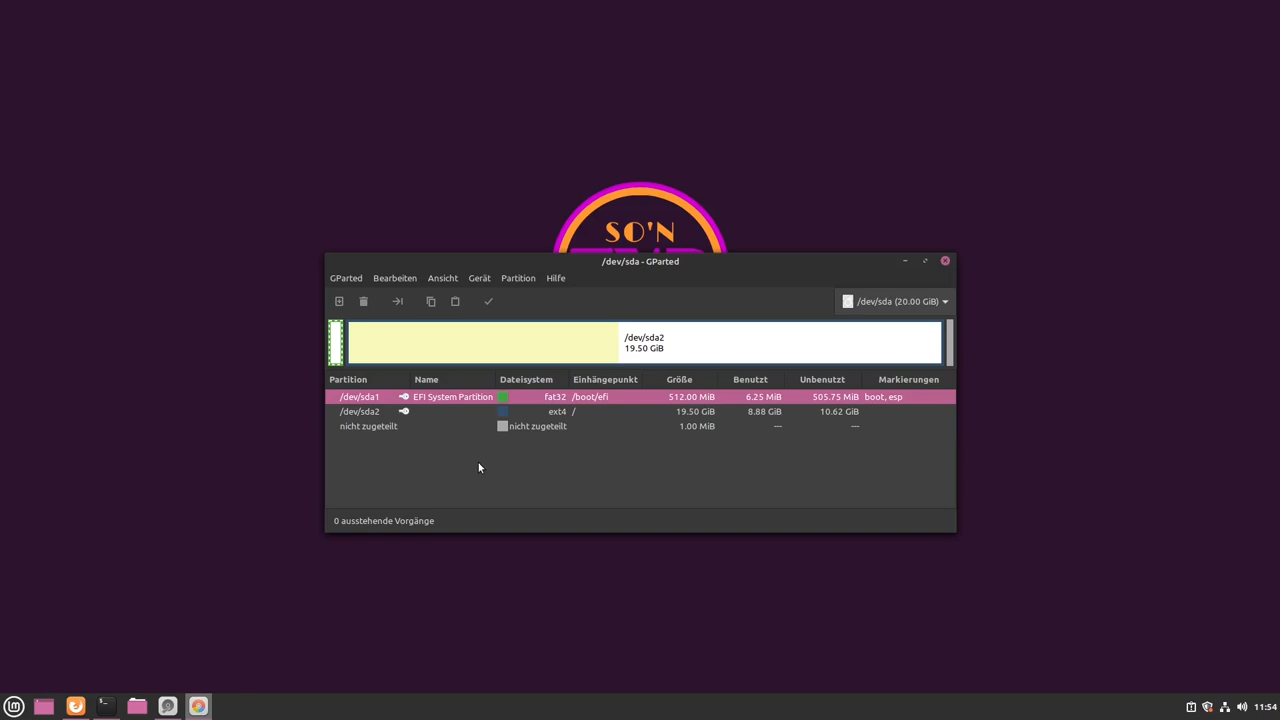 SO'N
/dev/sda - GParted
GParted Bearbeiten Ansicht Gerät Partition Hilfe
/dev/sda (20.00 GiB)
/dev/sda2
19.50 GiB
Partition Name Dateisystem Einhängepunkt Größe Benutzt Unbenutzt Markierungen
/dev/sda1 EFI System Partition fat32 /boot/efi 512.00 MiB 6.25 MiB 505.75 MiB boot, esp
/dev/sda2 ext4 / 19.50 GiB 8.88 GiB 10.62 GiB
nicht zugeteilt nicht zugeteilt 1.00 MiB --- ---
0 ausstehende Vorgänge
11:54